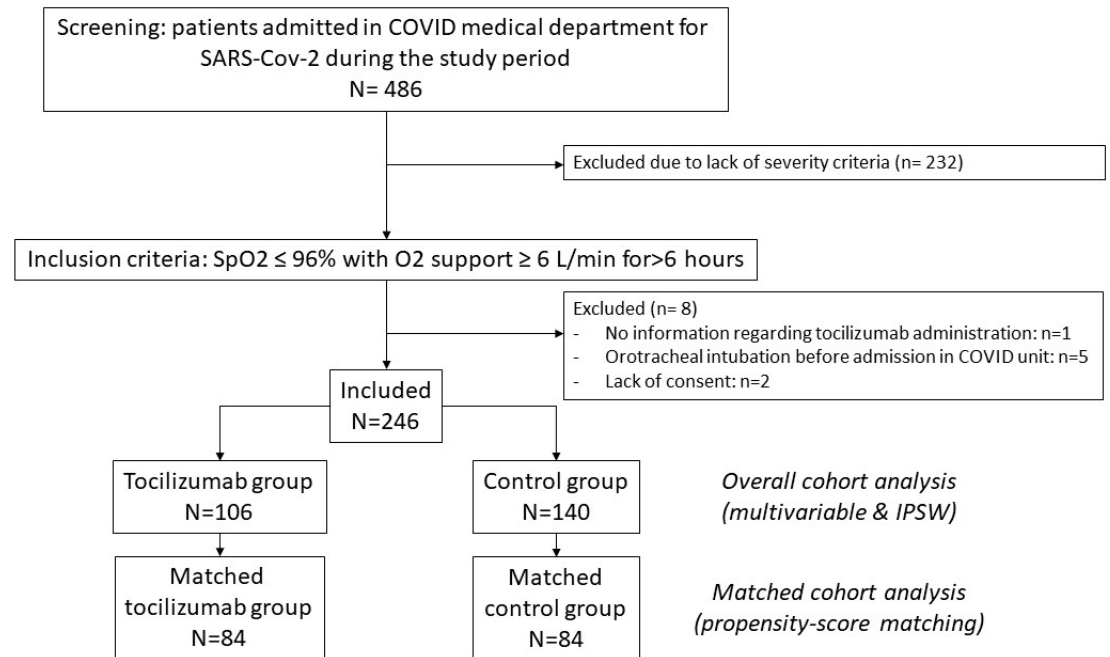 Screening: patients admitted in COVID medical department for
SARS-Cov-2 during the study period
N= 486
Excluded due to lack of severity criteria (n= 232)
Inclusion criteria: SpO2 ≤ 96% with O2 support ≥ 6 L/min for>6 hours
Excluded (n= 8)
- No information regarding tocilizumab administration: n=1
- Orotracheal intubation before admission in COVID unit: n=5
- Lack of consent: n=2
Included
N=246
Tocilizumab group
N=106
Control group
N=140
Overall cohort analysis
(multivariable & IPSW)
Matched
tocilizumab group
N=84
Matched
control group
N=84
Matched cohort analysis
(propensity-score matching)